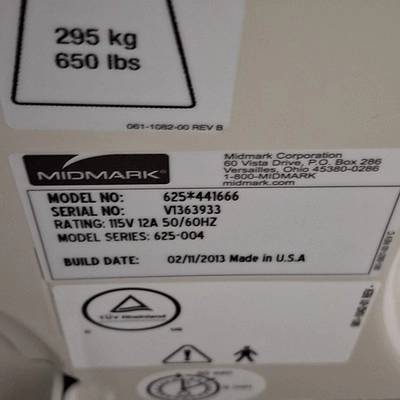 295 kg
650 lbs
061-1082-00 REV B
MIDMARK
Midmark Corporation
60 Vista Drive, P.O. Box 286
Versailles, Ohio 45380-0286
1-800-MIDMARK
midmark.com
MODEL NO: 625*441666
SERIAL NO: V1363933
RATING: 115V 12A 50/60HZ
MODEL SERIES: 625-004
BUILD DATE: 02/11/2013 Made in U.S.A
TÜV Rheinland